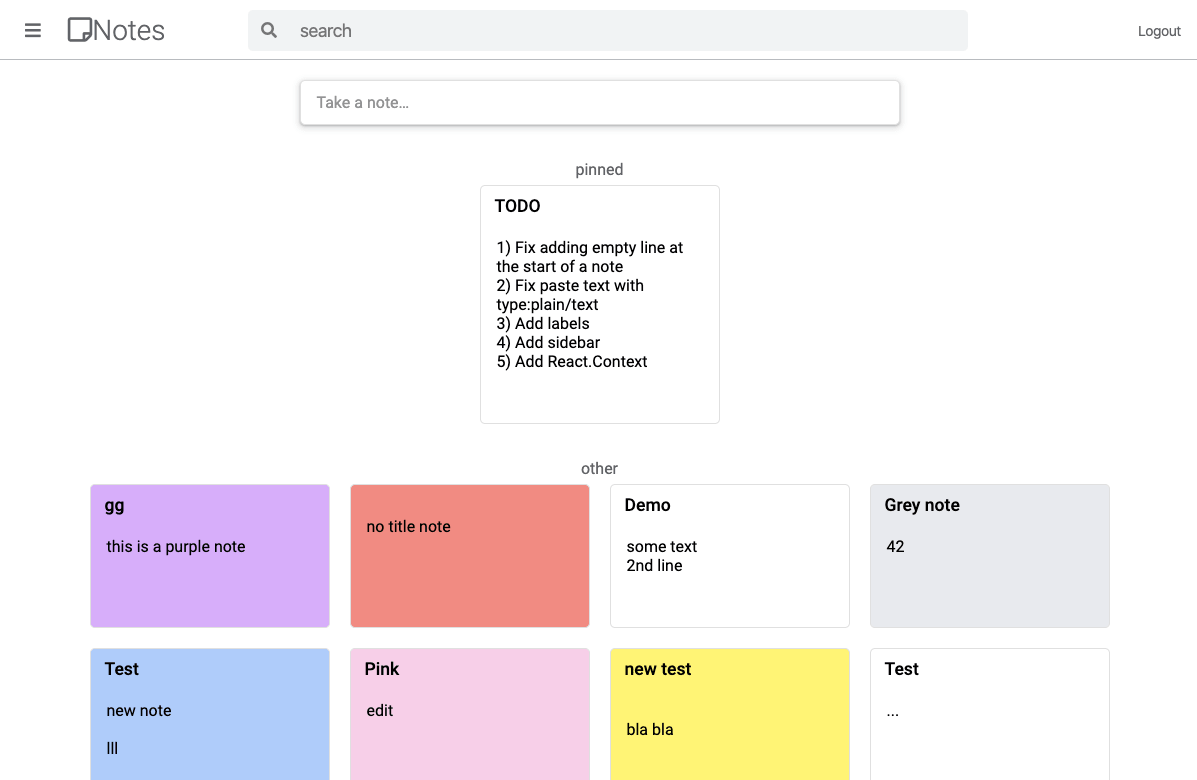 Notes
search
Logout
Take a note...
pinned
TODO
1) Fix adding empty line at
the start of a note
2) Fix paste text with
type:plain/text
3) Add labels
4) Add sidebar
5) Add React.Context
other
gg
this is a purple note
no title note
Demo
some text
2nd line
Grey note
42
Test
new note
lll
Pink
edit
new test
bla bla
Test
...